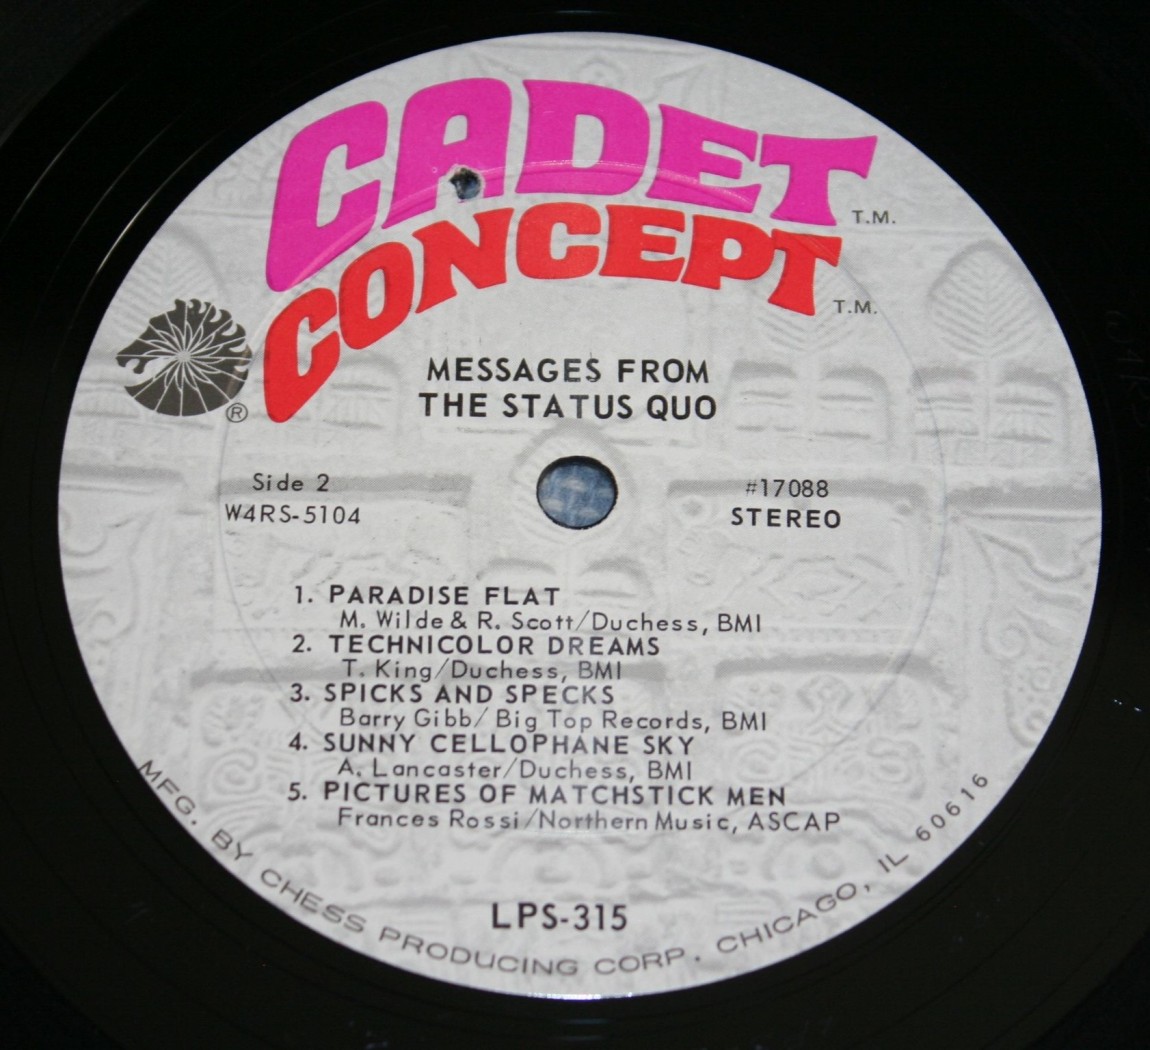 CADET
T.M.
CONCEPT
T.M.
®
MESSAGES FROM
THE STATUS QUO
Side 2
W4RS-5104
#17088
STEREO
1. PARADISE FLAT
M. Wilde & R. Scott/Duchess, BMI
2. TECHNICOLOR DREAMS
T. King/Duchess, BMI
3. SPICKS AND SPECKS
Barry Gibb/ Big Top Records, BMI
4. SUNNY CELLOPHANE SKY
A. Lancaster/Duchess, BMI
5. PICTURES OF MATCHSTICK MEN
Frances Rossi/Northern Music, ASCAP
LPS-315
MFG. BY CHESS PRODUCING CORP. CHICAGO, IL 60616